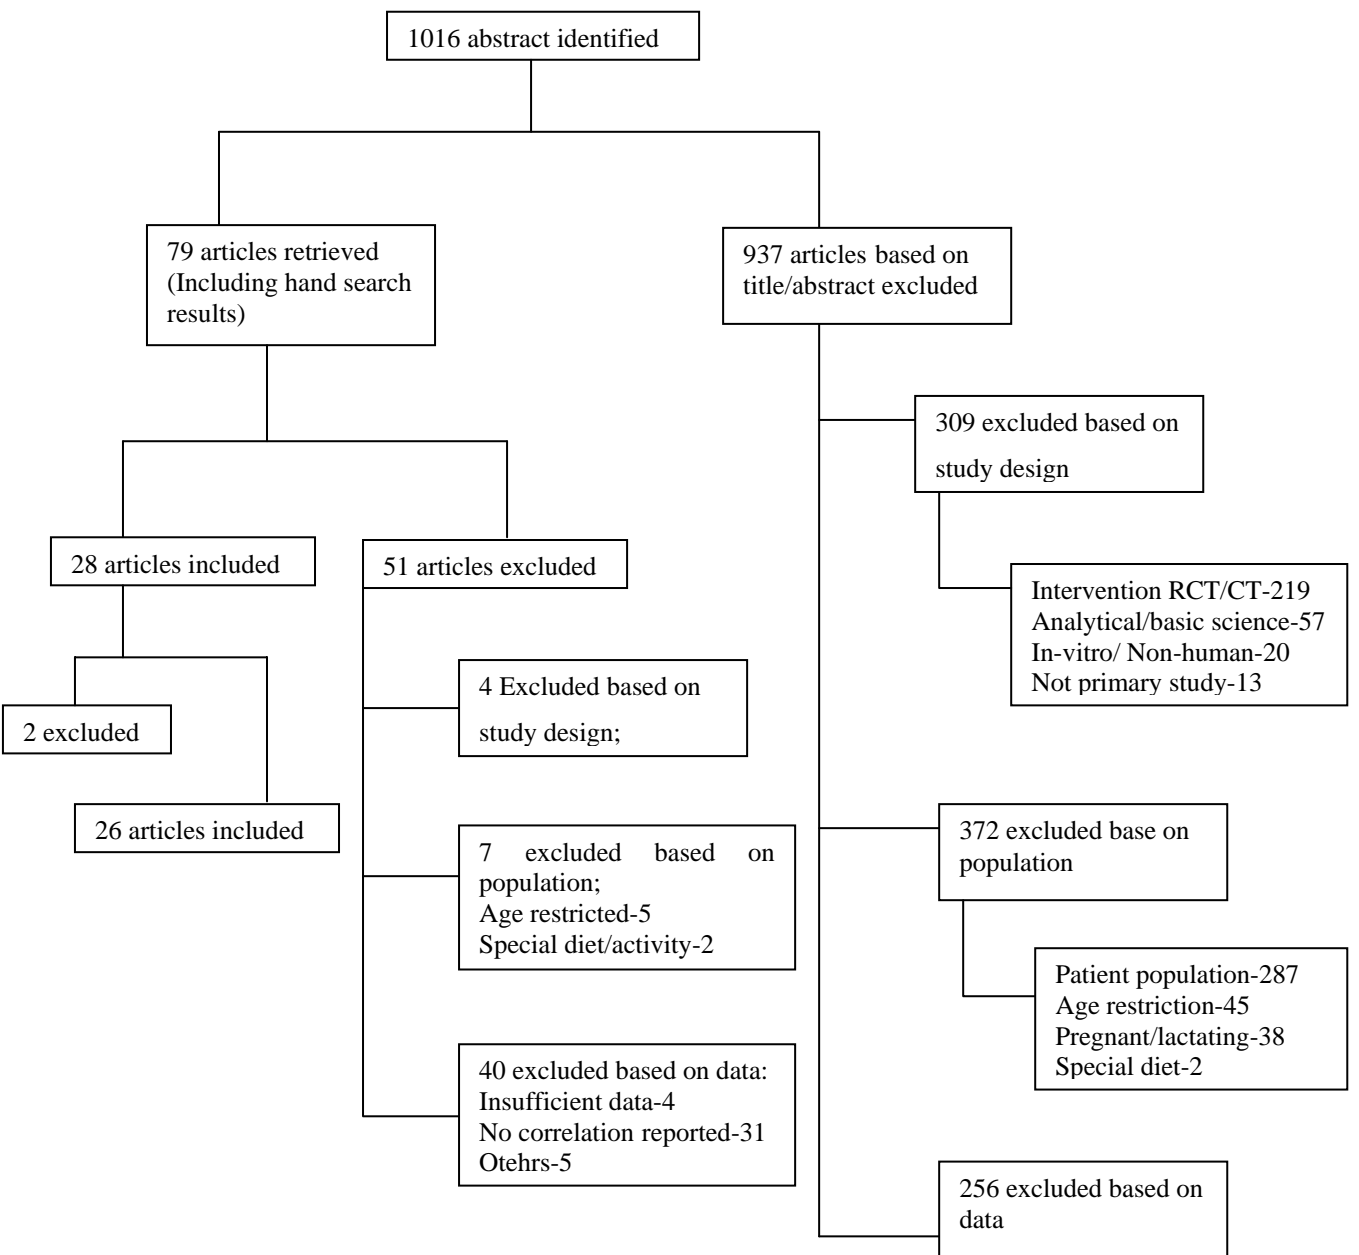 1016 abstract identified
79 articles retrieved
(Including hand search
results)
937 articles based on
title/abstract excluded
309 excluded based on
study design
Intervention RCT/CT-219
Analytical/basic science-57
In-vitro/ Non-human-20
Not primary study-13
28 articles included
51 articles excluded
2 excluded
26 articles included
4 Excluded based on
study design;
7 excluded based on
population;
Age restricted-5
Special diet/activity-2
40 excluded based on data:
Insufficient data-4
No correlation reported-31
Otehrs-5
372 excluded base on
population
Patient population-287
Age restriction-45
Pregnant/lactating-38
Special diet-2
256 excluded based on
data